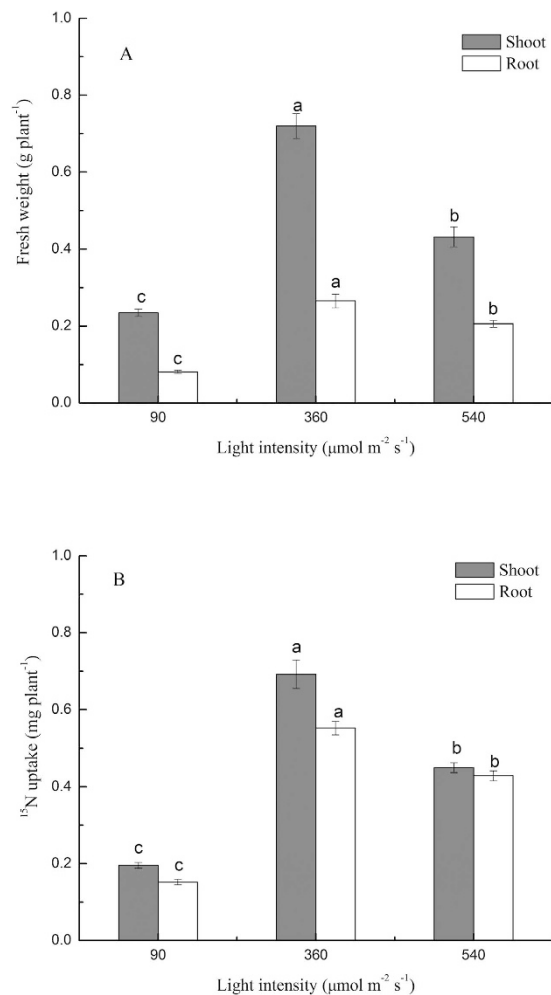 1.0
A
Shoot
Root
0.8
a
Fresh weight (g plant⁻¹)
0.6
b
0.4
a
c
b
0.2
c
0.0
90
360
540
Light intensity (μmol m⁻² s⁻¹)
1.0
B
Shoot
Root
0.8
a
¹⁵N uptake (mg plant⁻¹)
a
0.6
b
b
0.4
c
c
0.2
0.0
90
360
540
Light intensity (μmol m⁻² s⁻¹)